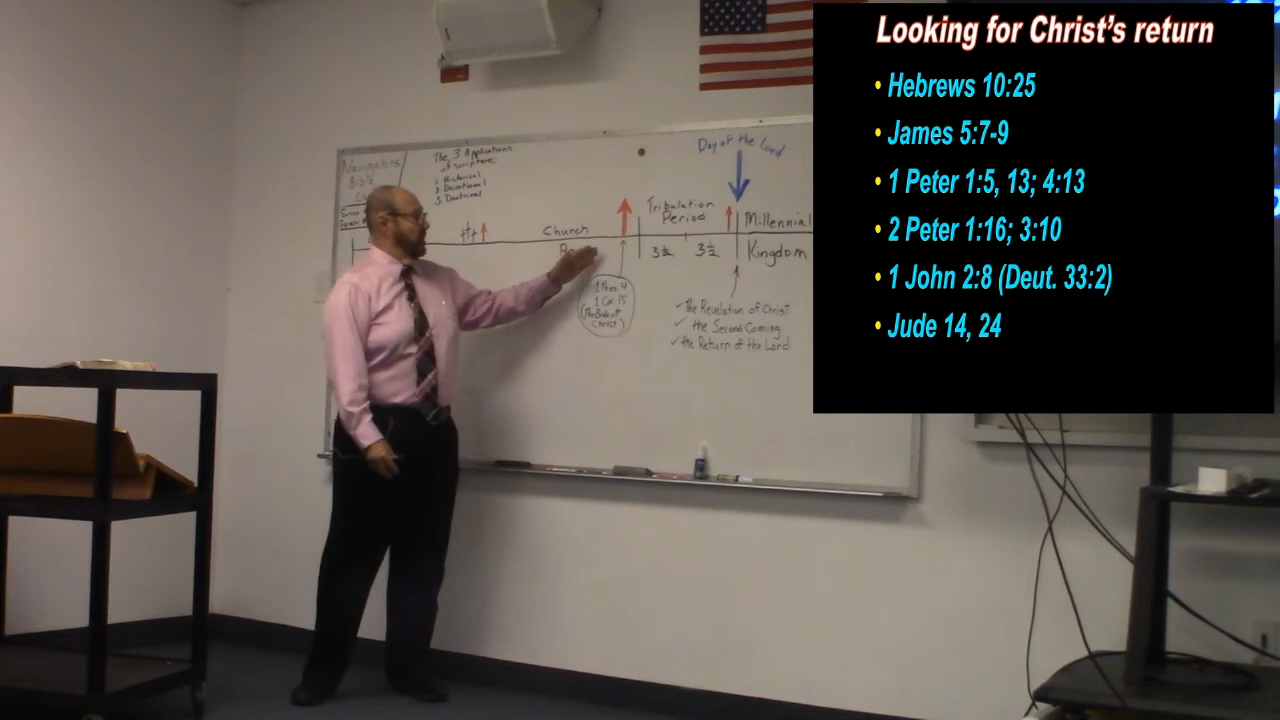 Navigators
Bible
The 3 Applications
of Scripture:
1. Historical
2. Devotional
3. Doctrinal
Church
Tribulation
Period
3½ 3½
Day of the Lord
Millennial
Kingdom
1 Thes. 4
1 Cor. 15
Christ)
✓ The Revelation of Christ
✓ the Second Coming
✓ the Return of the Lord
Looking for Christ's return
• Hebrews 10:25
• James 5:7-9
• 1 Peter 1:5, 13; 4:13
• 2 Peter 1:16; 3:10
• 1 John 2:8 (Deut. 33:2)
• Jude 14, 24